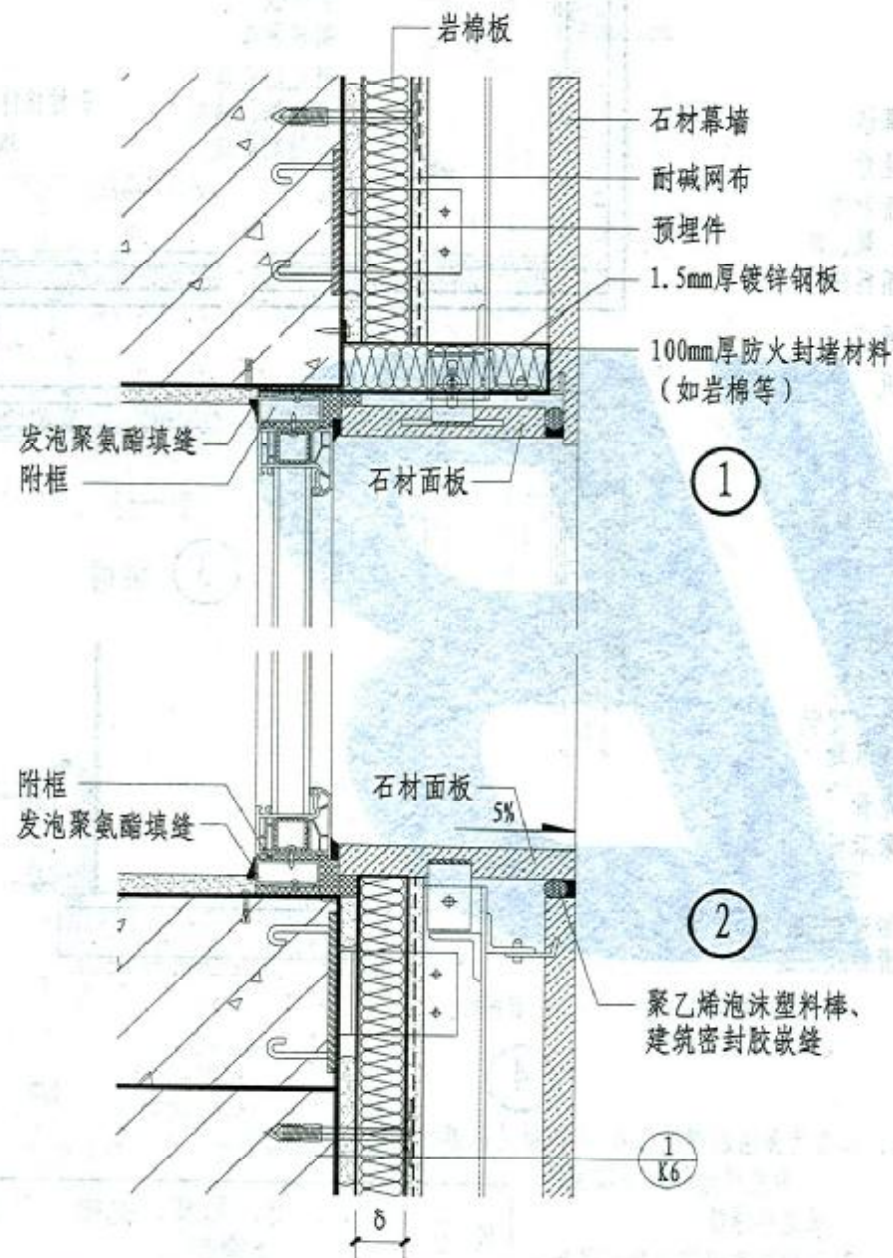 岩棉板
石材幕墙
耐碱网布
预埋件
1.5mm厚镀锌钢板
100mm厚防火封堵材料
（如岩棉等）
发泡聚氨酯填缝
附框
石材面板
1
附框
发泡聚氨酯填缝
石材面板
5%
2
聚乙烯泡沫塑料棒、
建筑密封胶嵌缝
1
K6
δ